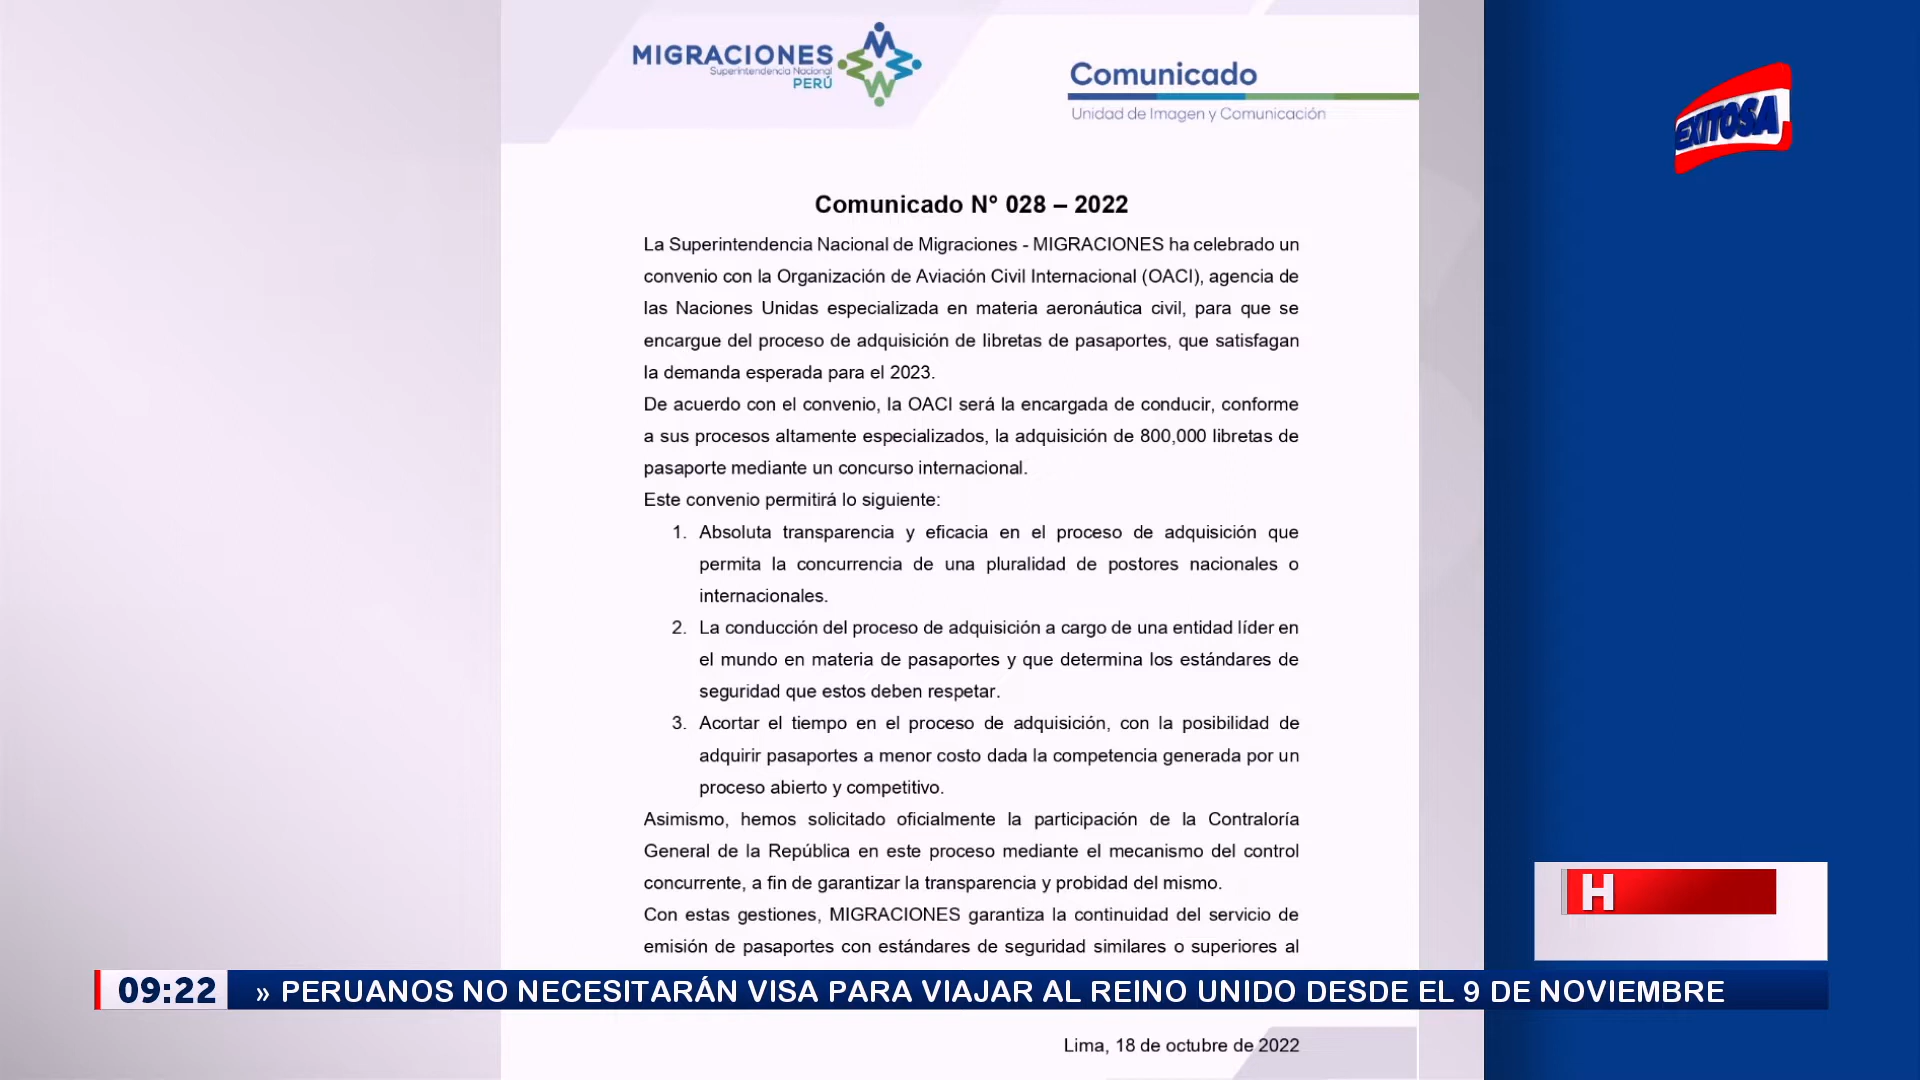 MIGRACIONES
Superintendencia Nacional
PERÚ
Comunicado
Unidad de Imagen y Comunicación
EXITOSA
Comunicado N° 028 – 2022
La Superintendencia Nacional de Migraciones - MIGRACIONES ha celebrado un
convenio con la Organización de Aviación Civil Internacional (OACI), agencia de
las Naciones Unidas especializada en materia aeronáutica civil, para que se
encargue del proceso de adquisición de libretas de pasaportes, que satisfagan
la demanda esperada para el 2023.
De acuerdo con el convenio, la OACI será la encargada de conducir, conforme
a sus procesos altamente especializados, la adquisición de 800,000 libretas de
pasaporte mediante un concurso internacional.
Este convenio permitirá lo siguiente:
1. Absoluta transparencia y eficacia en el proceso de adquisición que
permita la concurrencia de una pluralidad de postores nacionales o
internacionales.
2. La conducción del proceso de adquisición a cargo de una entidad líder en
el mundo en materia de pasaportes y que determina los estándares de
seguridad que estos deben respetar.
3. Acortar el tiempo en el proceso de adquisición, con la posibilidad de
adquirir pasaportes a menor costo dada la competencia generada por un
proceso abierto y competitivo.
Asimismo, hemos solicitado oficialmente la participación de la Contraloría
General de la República en este proceso mediante el mecanismo del control
concurrente, a fin de garantizar la transparencia y probidad del mismo.
Con estas gestiones, MIGRACIONES garantiza la continuidad del servicio de
emisión de pasaportes con estándares de seguridad similares o superiores al
H
09:22 » PERUANOS NO NECESITARÁN VISA PARA VIAJAR AL REINO UNIDO DESDE EL 9 DE NOVIEMBRE
Lima, 18 de octubre de 2022